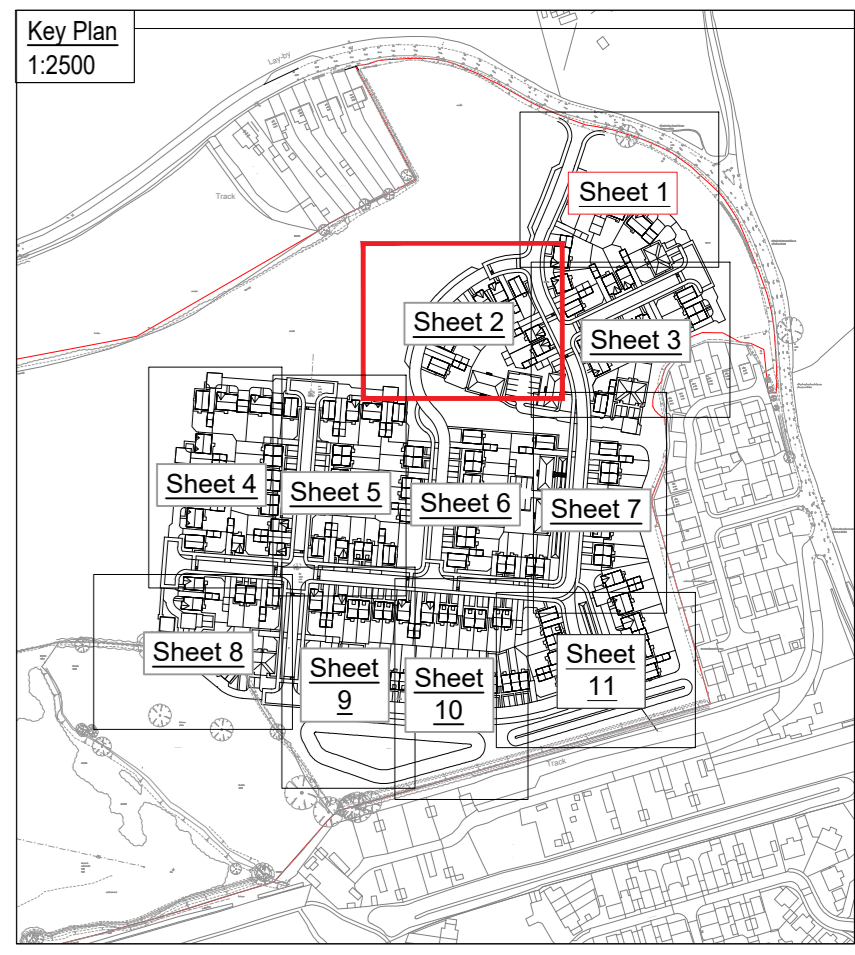 Key Plan
1:2500
Lay-by
Track
Sheet 1
Sheet 2
Sheet 3
Sheet 4
Sheet 5
Sheet 6
Sheet 7
Sheet 8
Sheet
9
Sheet
10
Sheet
11
Track